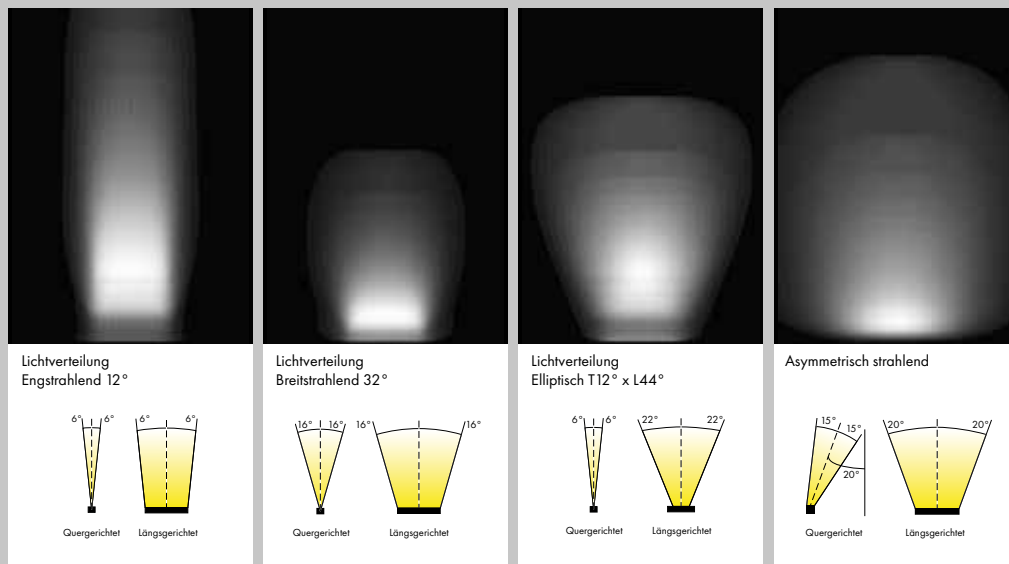 Lichtverteilung
Engstrahlend 12°
6° 6° 6° 6°
Quergerichtet Längsgerichtet
Lichtverteilung
Breitstrahlend 32°
16° 16° 16° 16°
Quergerichtet Längsgerichtet
Lichtverteilung
Elliptisch T12° x L44°
6° 6° 22° 22°
Quergerichtet Längsgerichtet
Asymmetrisch strahlend
15° 15° 20° 20°
20°
Quergerichtet Längsgerichtet